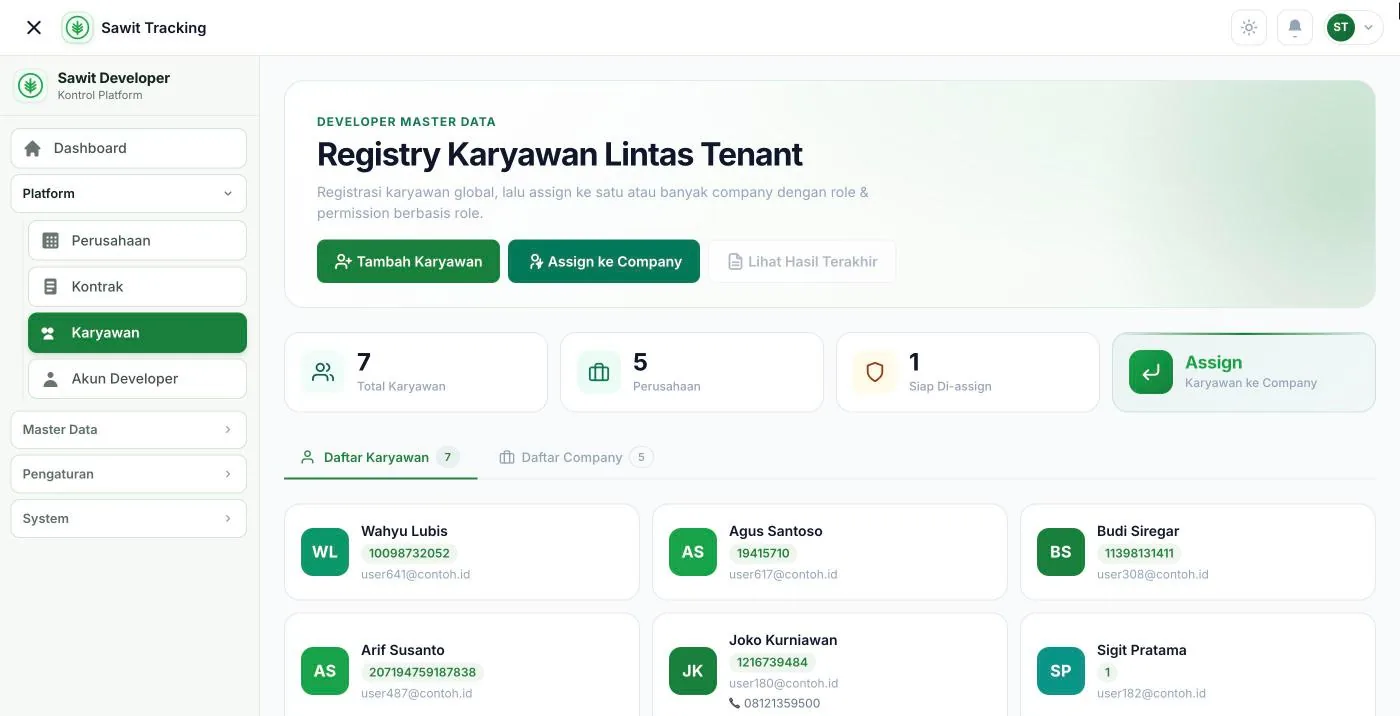 Sawit Tracking
ST
Sawit Developer
Kontrol Platform
Dashboard
Platform
Perusahaan
Kontrak
Karyawan
Akun Developer
Master Data
Pengaturan
System
DEVELOPER MASTER DATA
Registry Karyawan Lintas Tenant
Registrasi karyawan global, lalu assign ke satu atau banyak company dengan role &
permission berbasis role.
Tambah Karyawan
Assign ke Company
Lihat Hasil Terakhir
7
Total Karyawan
5
Perusahaan
1
Siap Di-assign
Assign
Karyawan ke Company
Daftar Karyawan 7
Daftar Company 5
WL
Wahyu Lubis
10098732052
user641@contoh.id
AS
Agus Santoso
19415710
user617@contoh.id
BS
Budi Siregar
11398131411
user308@contoh.id
AS
Arif Susanto
207194759187838
user487@contoh.id
JK
Joko Kurniawan
1216739484
user180@contoh.id
08121359500
SP
Sigit Pratama
1
user182@contoh.id